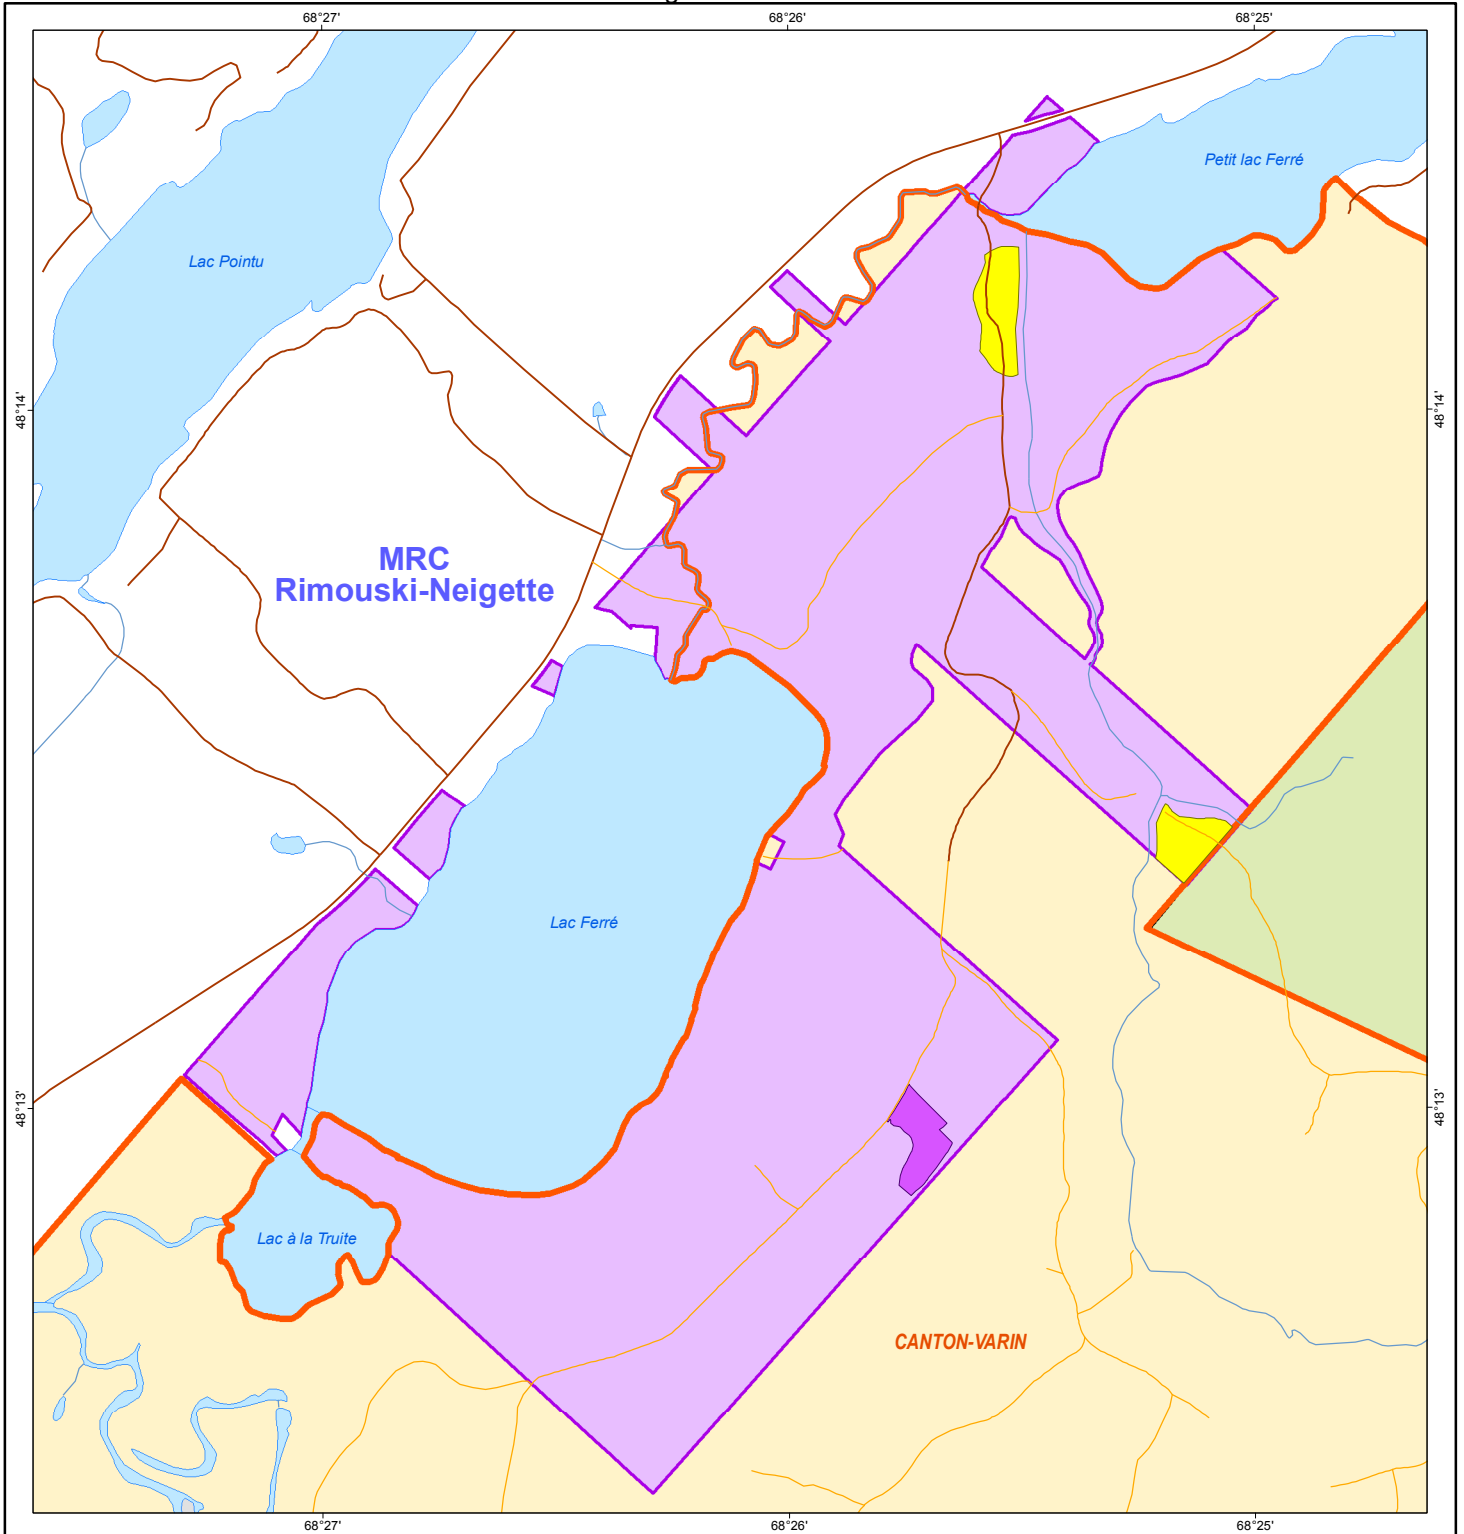 68°27'
68°26'
68°25'
Petit lac Ferré
Lac Pointu
48°14'
48°14'
MRC
Rimouski-Neigette
Lac Ferré
48°13'
48°13'
Lac à la Truite
CANTON-VARIN
68°27'
68°26'
68°25'